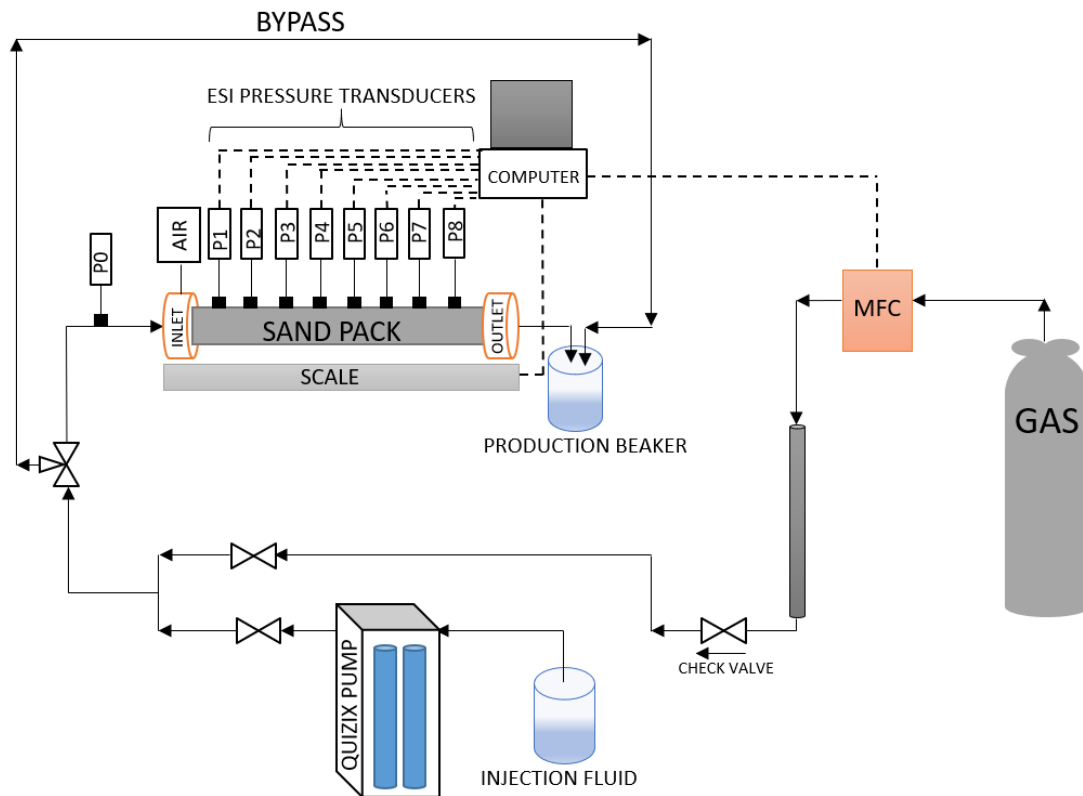 BYPASS
ESI PRESSURE TRANSDUCERS
COMPUTER
P0
AIR
P1
P2
P3
P4
P5
P6
P7
P8
INLET
SAND PACK
OUTLET
SCALE
MFC
GAS
PRODUCTION BEAKER
CHECK VALVE
QUIZIX PUMP
INJECTION FLUID